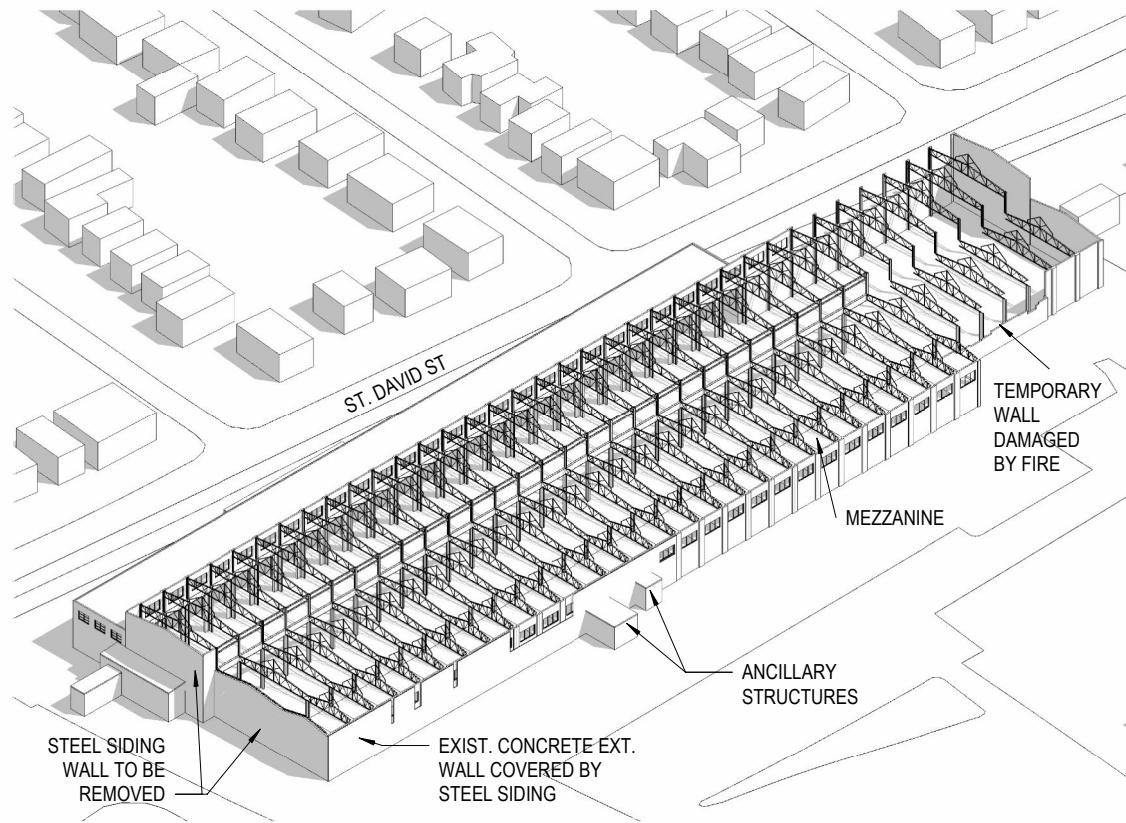 ST. DAVID ST
TEMPORARY
WALL
DAMAGED
BY FIRE
MEZZANINE
ANCILLARY
STRUCTURES
STEEL SIDING
WALL TO BE
REMOVED
EXIST. CONCRETE EXT.
WALL COVERED BY
STEEL SIDING